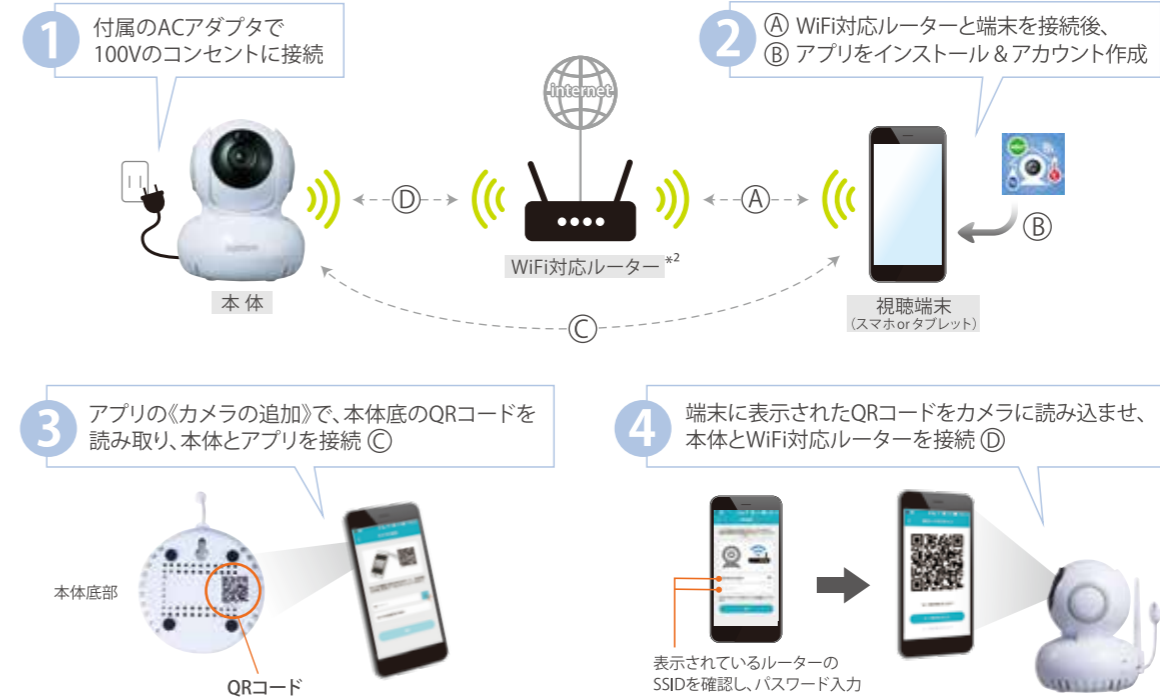 1
付属のACアダプタで
100Vのコンセントに接続
2
Ⓐ WiFi対応ルーターと端末を接続後、
Ⓑ アプリをインストール＆アカウント作成
internet
Ⓓ
Ⓐ
Ⓑ
WiFi対応ルーター*2
本 体
視聴端末
（スマホorタブレット）
Ⓒ
3
アプリの《カメラの追加》で、本体底のQRコードを
読み取り、本体とアプリを接続 Ⓒ
4
端末に表示されたQRコードをカメラに読み込ませ、
本体とWiFi対応ルーターを接続 Ⓓ
本体底部
QRコード
表示されているルーターの
SSIDを確認し、パスワード入力